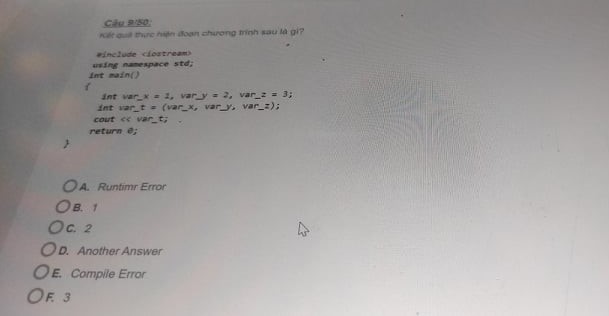 Câu 9/50:
Kết quả thực hiện đoạn chương trình sau là gì?
#include <iostream>
using namespace std;
int main()
{
int var_x = 1, var_y = 2, var_z = 3;
int var_t = (var_x, var_y, var_z);
cout << var_t;
return 0;
}
A. Runtimr Error
B. 1
C. 2
D. Another Answer
E. Compile Error
F. 3